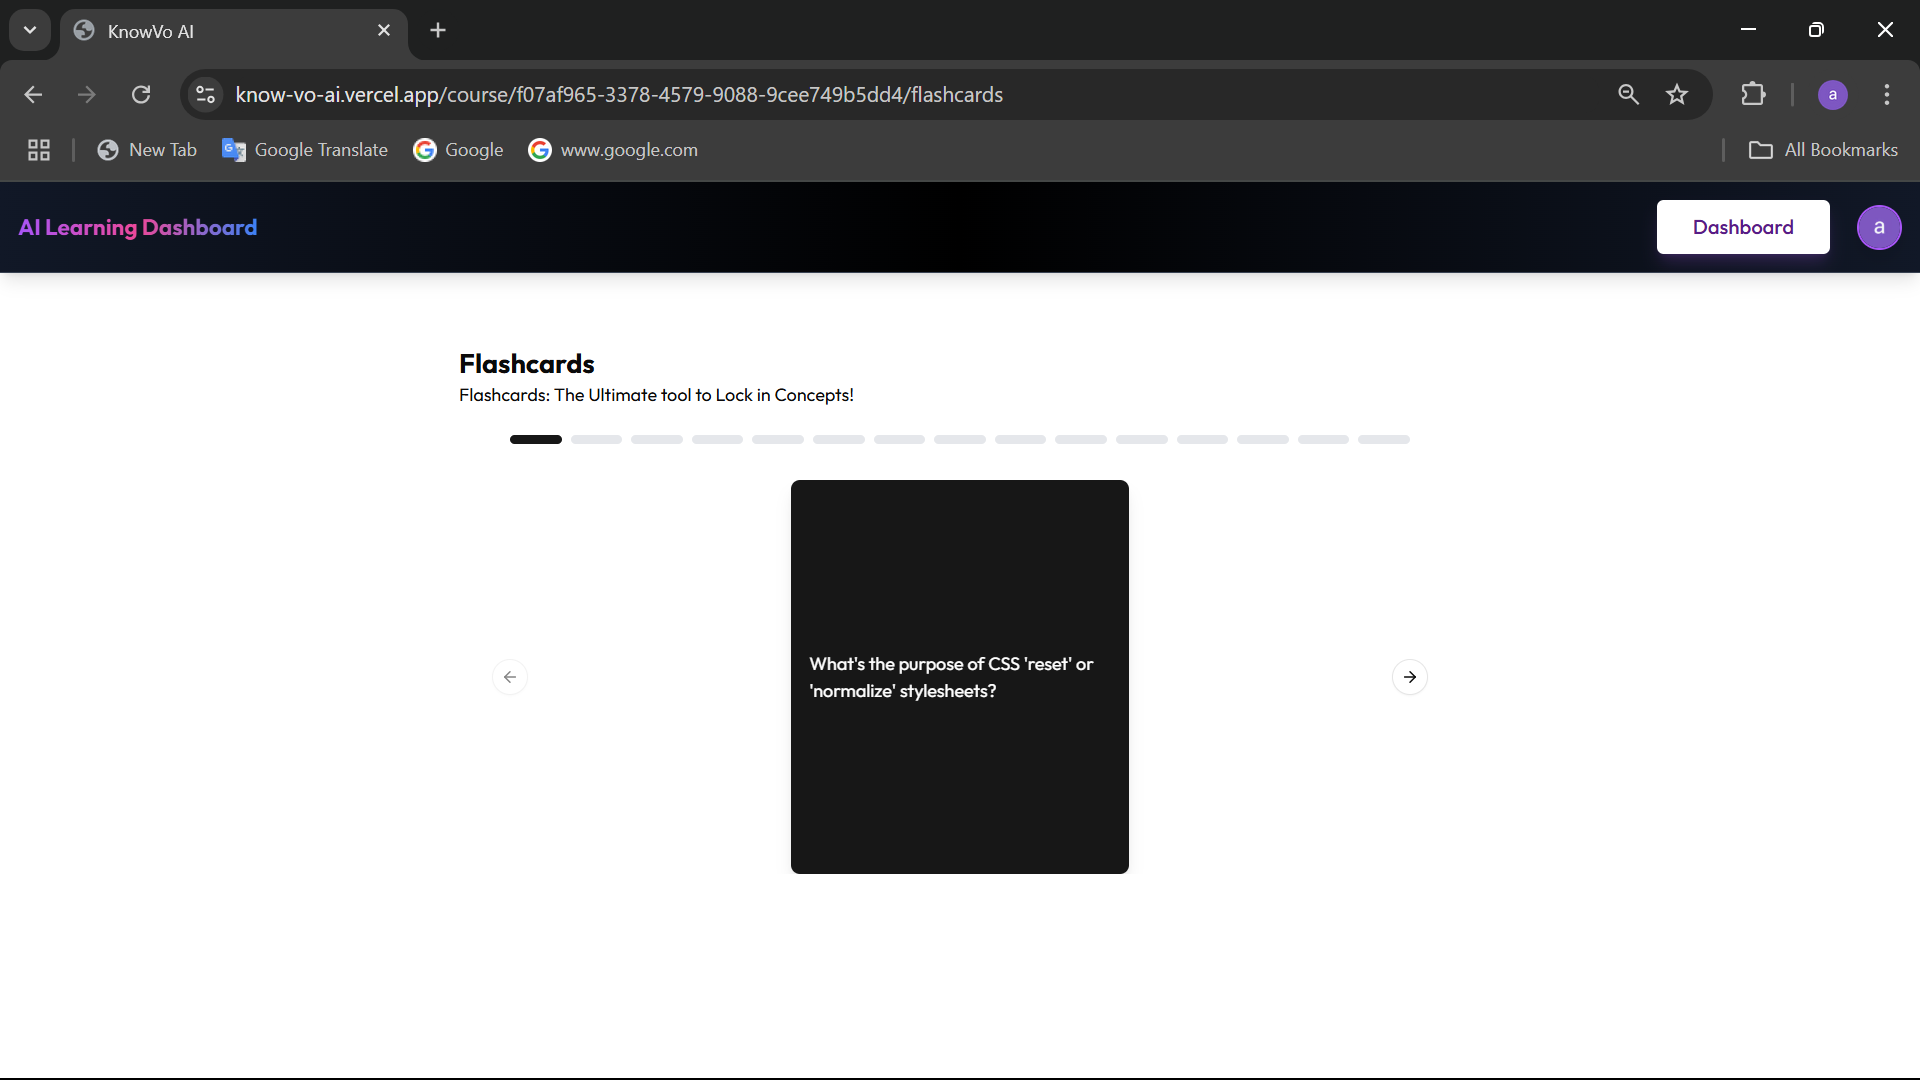 KnowVo AI
know-vo-ai.vercel.app/course/f07af965-3378-4579-9088-9cee749b5dd4/flashcards
a
New Tab
Google Translate
Google
www.google.com
All Bookmarks
AI Learning Dashboard
Dashboard
a
Flashcards
Flashcards: The Ultimate tool to Lock in Concepts!
What's the purpose of CSS 'reset' or
'normalize' stylesheets?